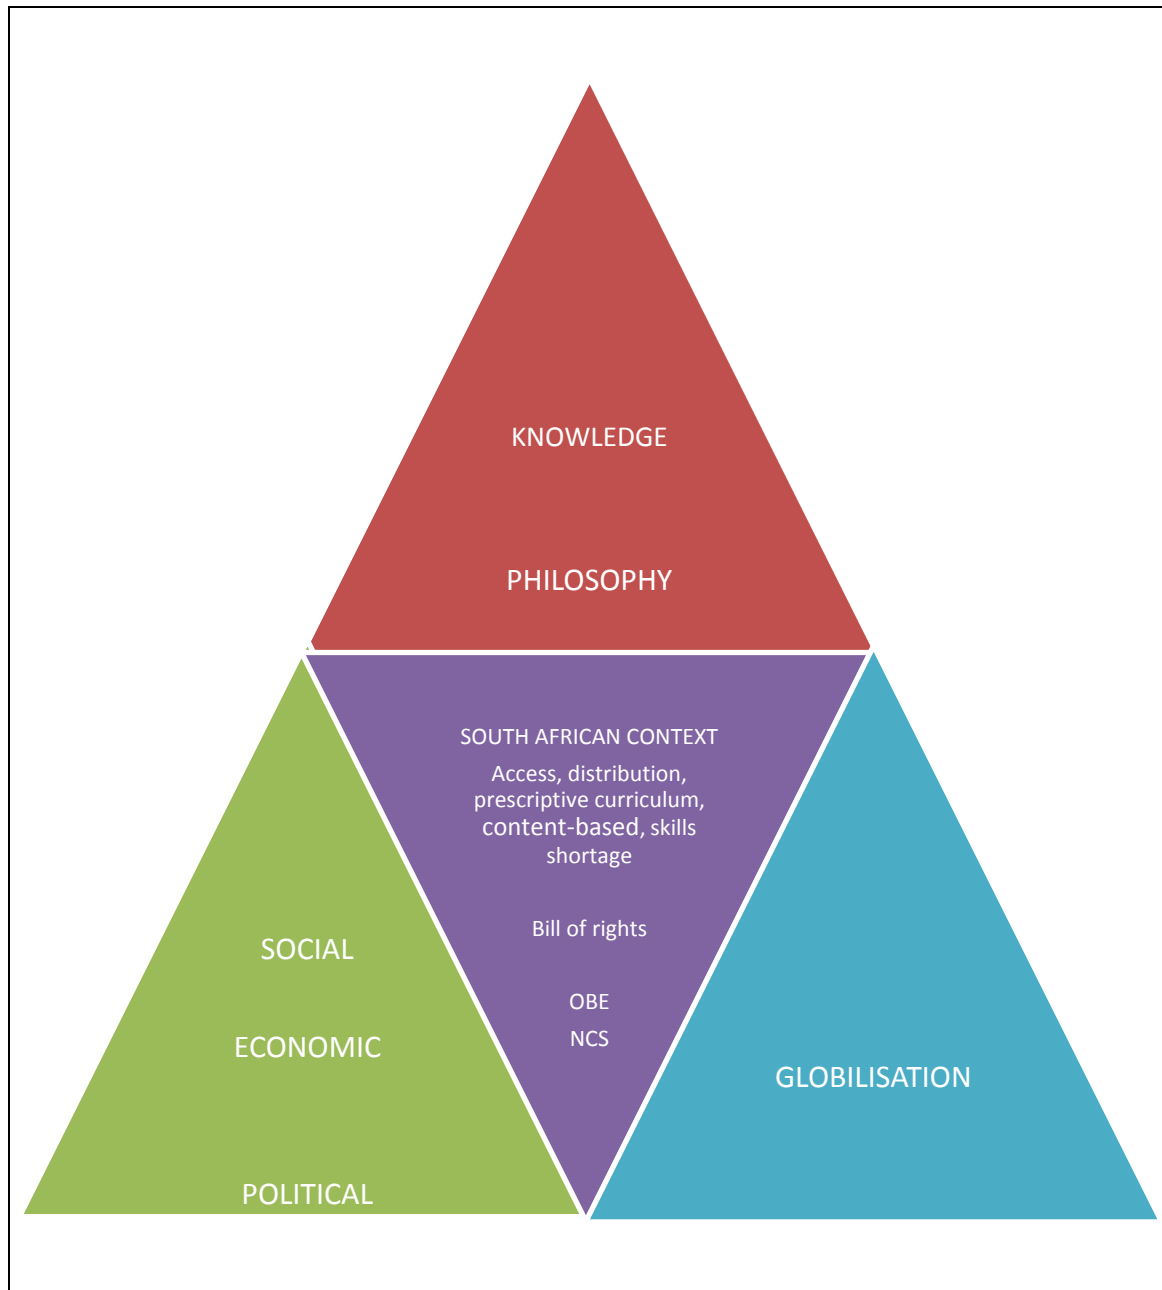 KNOWLEDGE
PHILOSOPHY
SOUTH AFRICAN CONTEXT
Access, distribution,
prescriptive curriculum,
content-based, skills
shortage
Bill of rights
OBE
NCS
SOCIAL
ECONOMIC
POLITICAL
GLOBILISATION